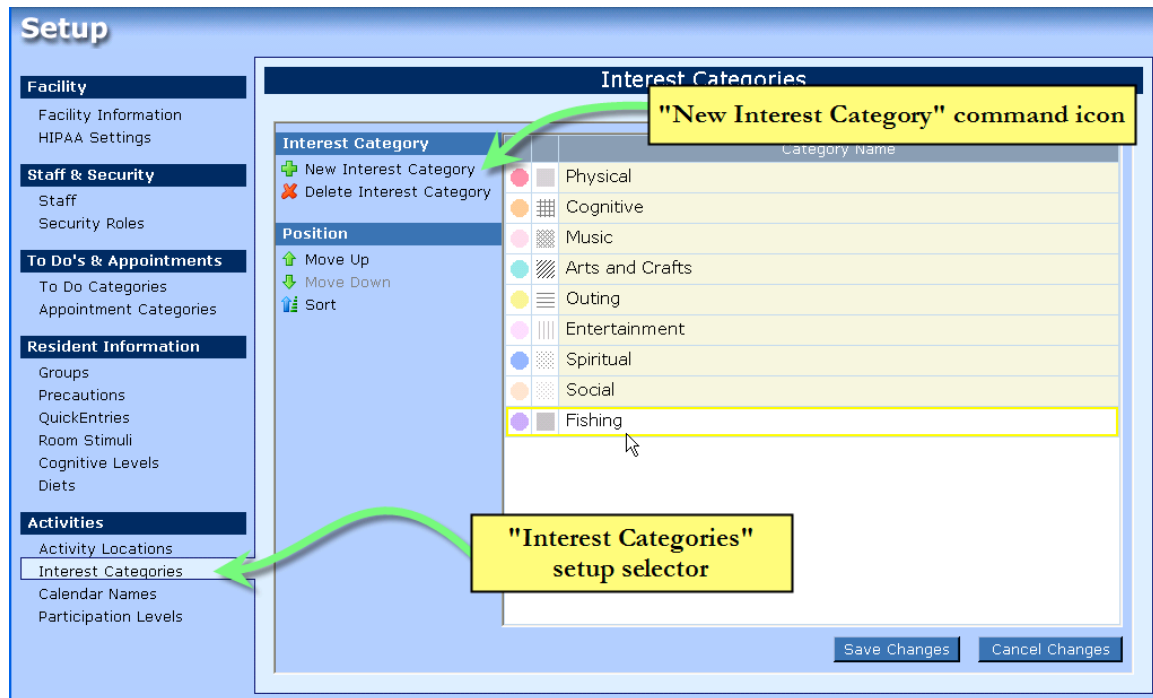 Setup
Facility
Facility Information
HIPAA Settings
Staff & Security
Staff
Security Roles
To Do's & Appointments
To Do Categories
Appointment Categories
Resident Information
Groups
Precautions
QuickEntries
Room Stimuli
Cognitive Levels
Diets
Activities
Activity Locations
Interest Categories
Calendar Names
Participation Levels
Interest Categories
"New Interest Category" command icon
Interest Category
New Interest Category
Delete Interest Category
Position
Move Up
Move Down
Sort
Category Name
Physical
Cognitive
Music
Arts and Crafts
Outing
Entertainment
Spiritual
Social
Fishing
"Interest Categories"
setup selector
Save Changes
Cancel Changes